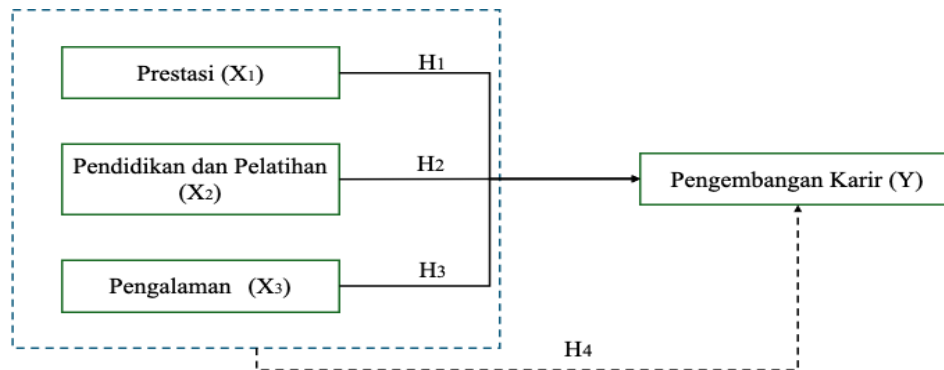 H1
Prestasi (X1)
Pendidikan dan Pelatihan
(X2)
H2
Pengembangan Karir (Y)
H3
Pengalaman (X3)
H4